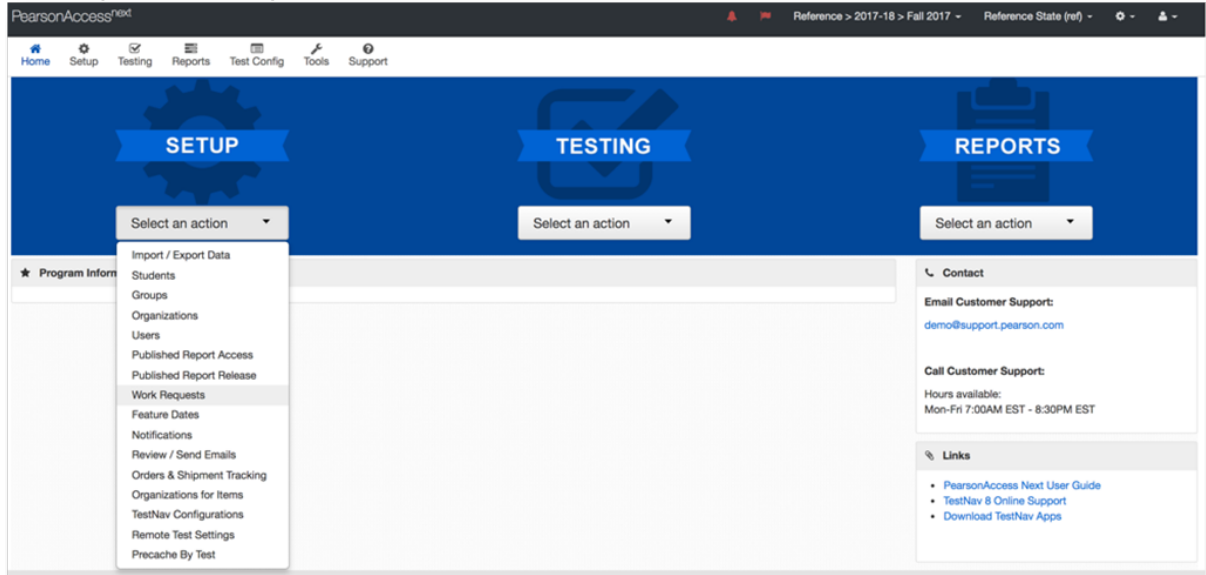 PearsonAccessnext
Reference > 2017-18 > Fall 2017
Reference State (ref)
Home
Setup
Testing
Reports
Test Config
Tools
Support
SETUP
TESTING
REPORTS
Select an action
Select an action
Select an action
Import / Export Data
Students
Groups
Organizations
Users
Published Report Access
Published Report Release
Work Requests
Feature Dates
Notifications
Review / Send Emails
Orders & Shipment Tracking
Organizations for Items
TestNav Configurations
Remote Test Settings
Precache By Test
Program Inform
Contact
Email Customer Support:
demo@support.pearson.com
Call Customer Support:
Hours available:
Mon-Fri 7:00AM EST - 8:30PM EST
Links
• PearsonAccess Next User Guide
• TestNav 8 Online Support
• Download TestNav Apps